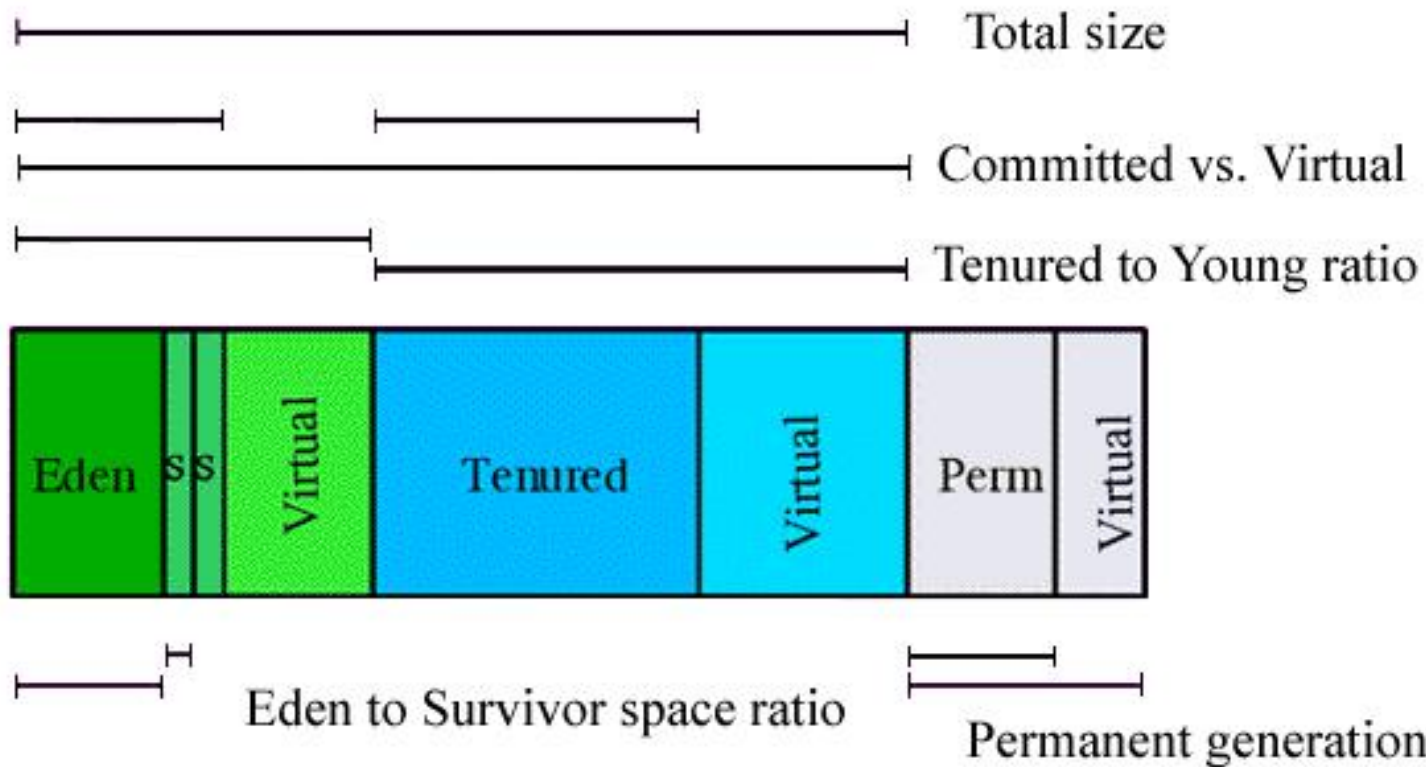 Total size
Committed vs. Virtual
Tenured to Young ratio
Eden
S
S
Virtual
Tenured
Virtual
Perm
Virtual
Eden to Survivor space ratio
Permanent generation